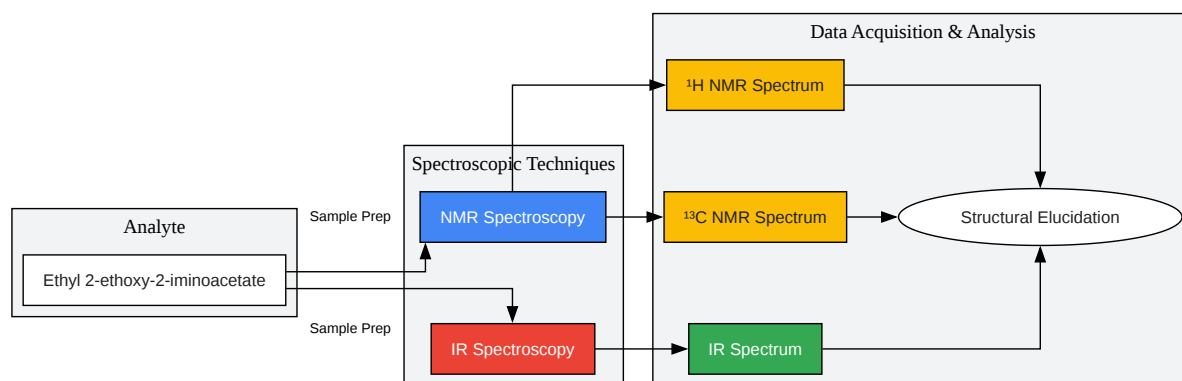 Data Acquisition & Analysis
¹H NMR Spectrum
Spectroscopic Techniques
Sample Prep
NMR Spectroscopy
¹³C NMR Spectrum
Structural Elucidation
Analyte
Ethyl 2-ethoxy-2-iminoacetate
Sample Prep
IR Spectroscopy
IR Spectrum